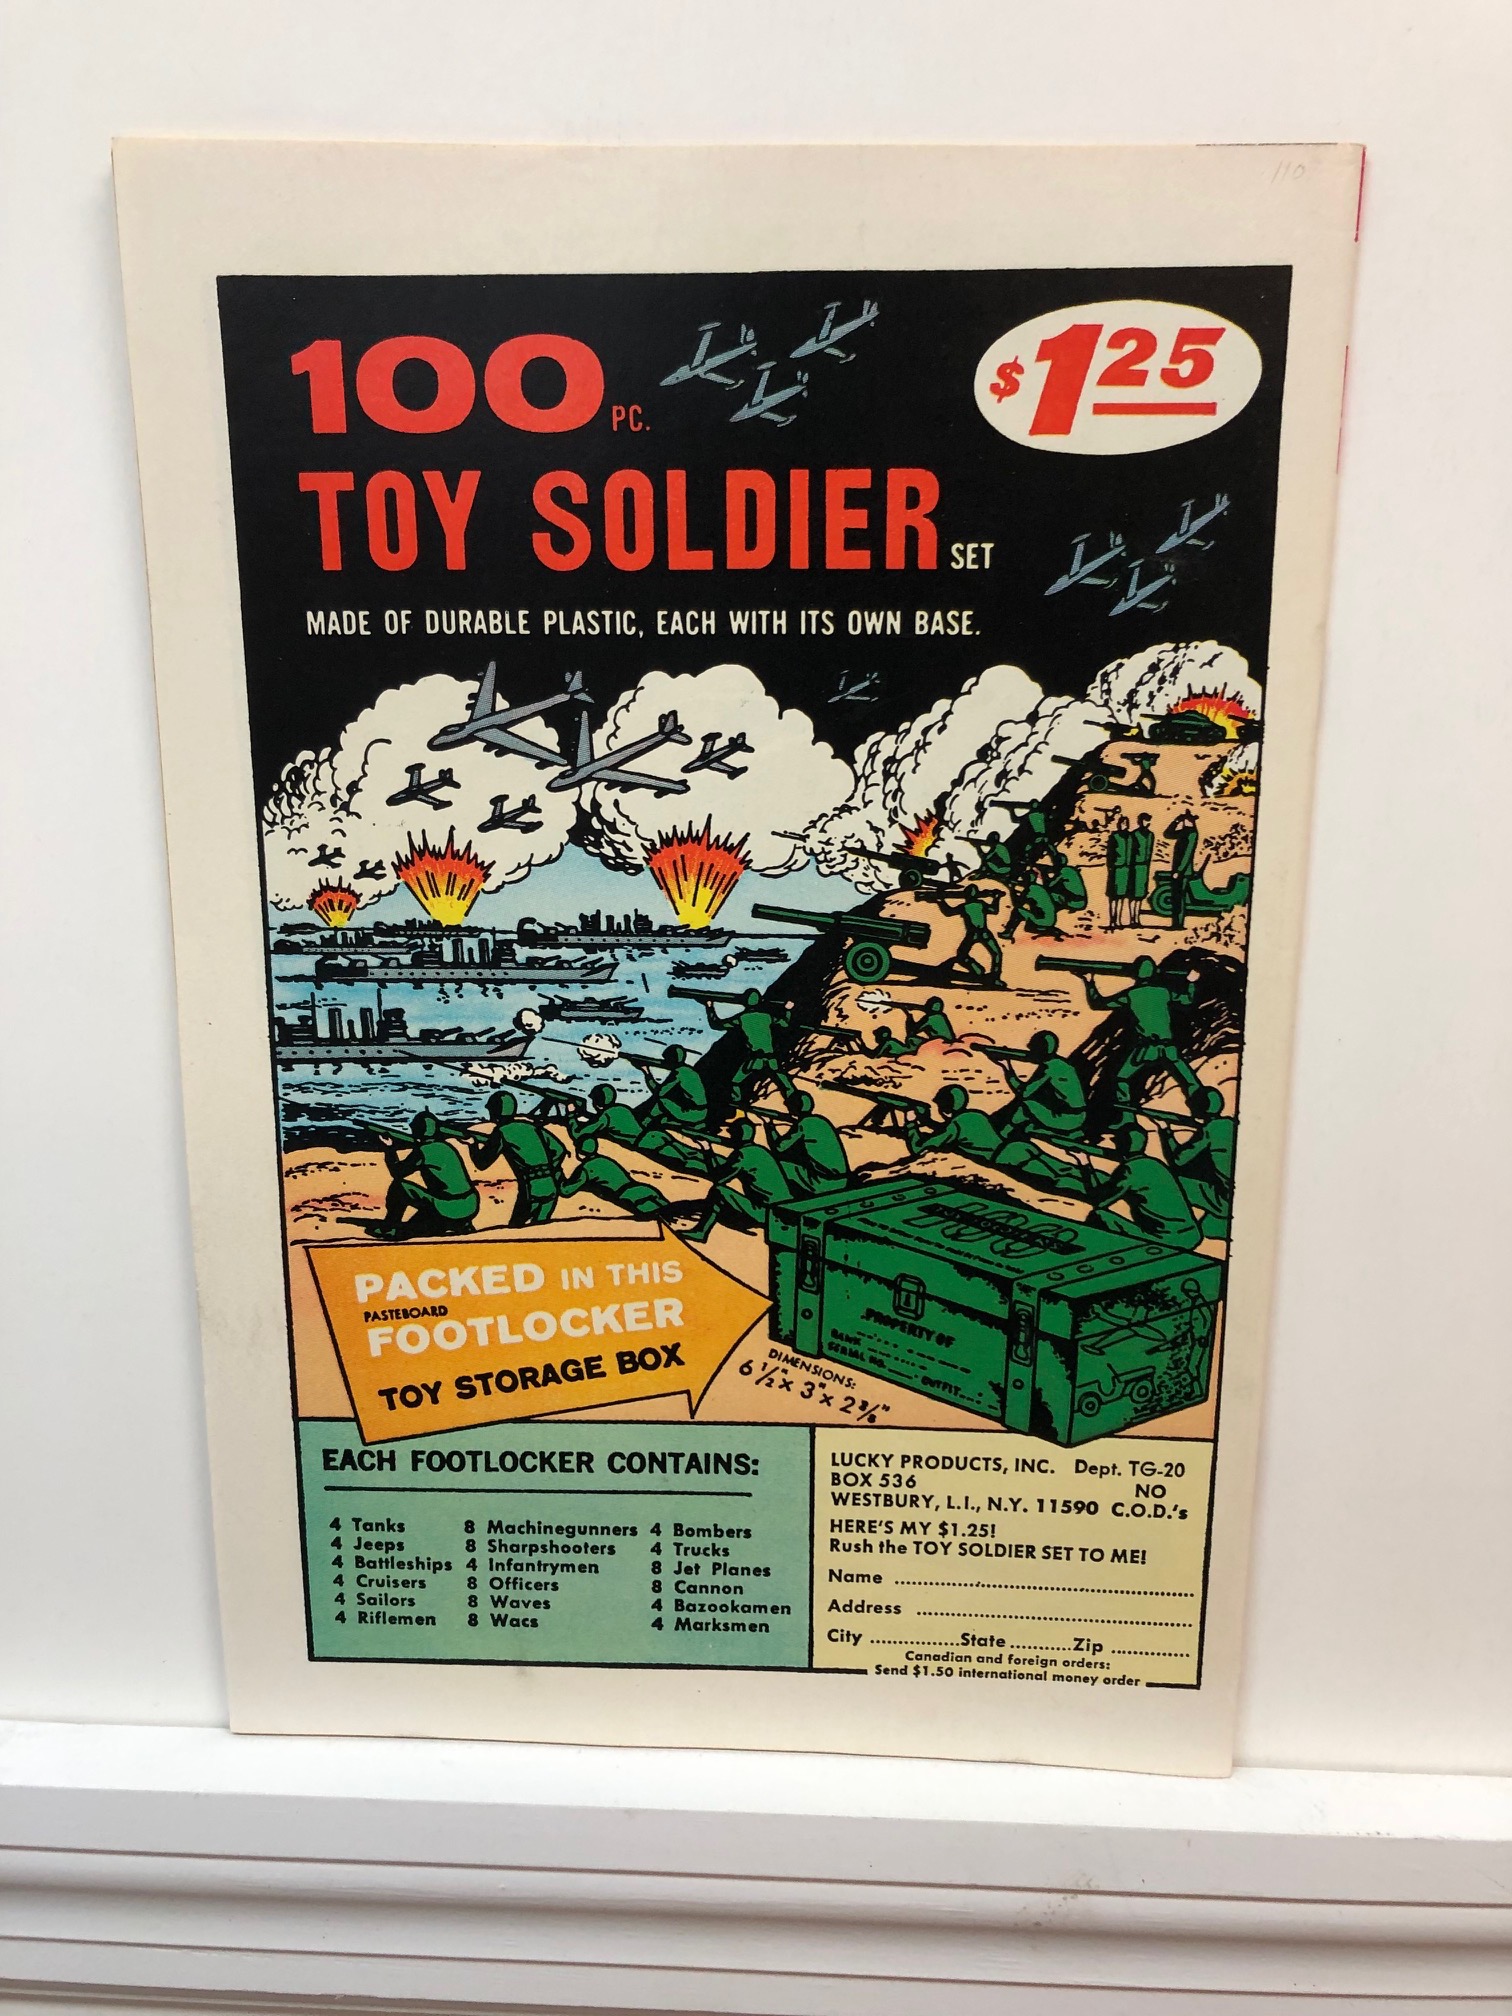 110
100 PC.
$1.25
TOY SOLDIER SET
MADE OF DURABLE PLASTIC, EACH WITH ITS OWN BASE.
PACKED IN THIS
PASTEBOARD
FOOTLOCKER
TOY STORAGE BOX
PROPERTY OF
RANK
SERIAL NO.
OUTFIT....
DIMENSIONS:
6 1/2" x 3" x 2 3/8"
EACH FOOTLOCKER CONTAINS:
4 Tanks
4 Jeeps
4 Battleships
4 Cruisers
4 Sailors
4 Riflemen
8 Machinegunners
8 Sharpshooters
4 Infantrymen
8 Officers
8 Waves
8 Wacs
4 Bombers
4 Trucks
8 Jet Planes
8 Cannon
4 Bazookamen
4 Marksmen
LUCKY PRODUCTS, INC. Dept. TG-20
BOX 536 NO
WESTBURY, L.I., N.Y. 11590 C.O.D.'s
HERE'S MY $1.25!
Rush the TOY SOLDIER SET TO ME!
Name ................................
Address ................................
City ................State ...........Zip ..............
Canadian and foreign orders:
Send $1.50 international money order